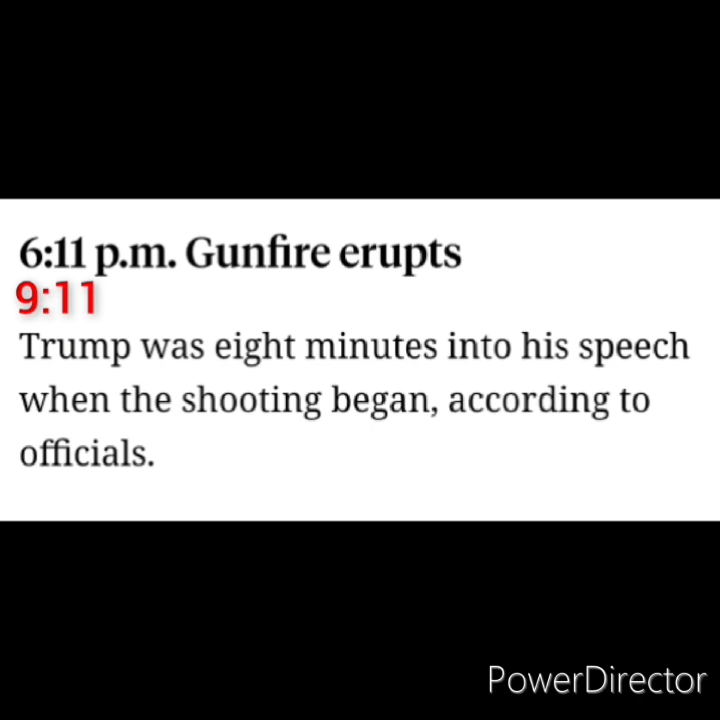 6:11 p.m. Gunfire erupts
9:11
Trump was eight minutes into his speech
when the shooting began, according to
officials.
PowerDirector